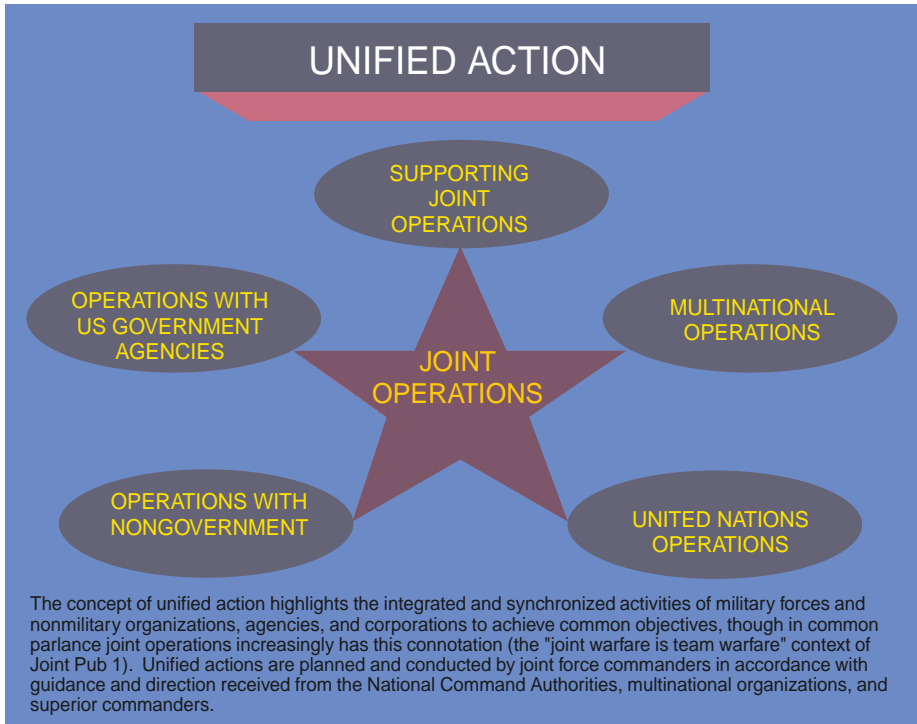 UNIFIED ACTION
SUPPORTING
JOINT
OPERATIONS
OPERATIONS WITH
US GOVERNMENT
AGENCIES
MULTINATIONAL
OPERATIONS
JOINT
OPERATIONS
OPERATIONS WITH
NONGOVERNMENT
UNITED NATIONS
OPERATIONS
The concept of unified action highlights the integrated and synchronized activities of military forces and
nonmilitary organizations, agencies, and corporations to achieve common objectives, though in common
parlance joint operations increasingly has this connotation (the "joint warfare is team warfare" context of
Joint Pub 1).  Unified actions are planned and conducted by joint force commanders in accordance with
guidance and direction received from the National Command Authorities, multinational organizations, and
superior commanders.